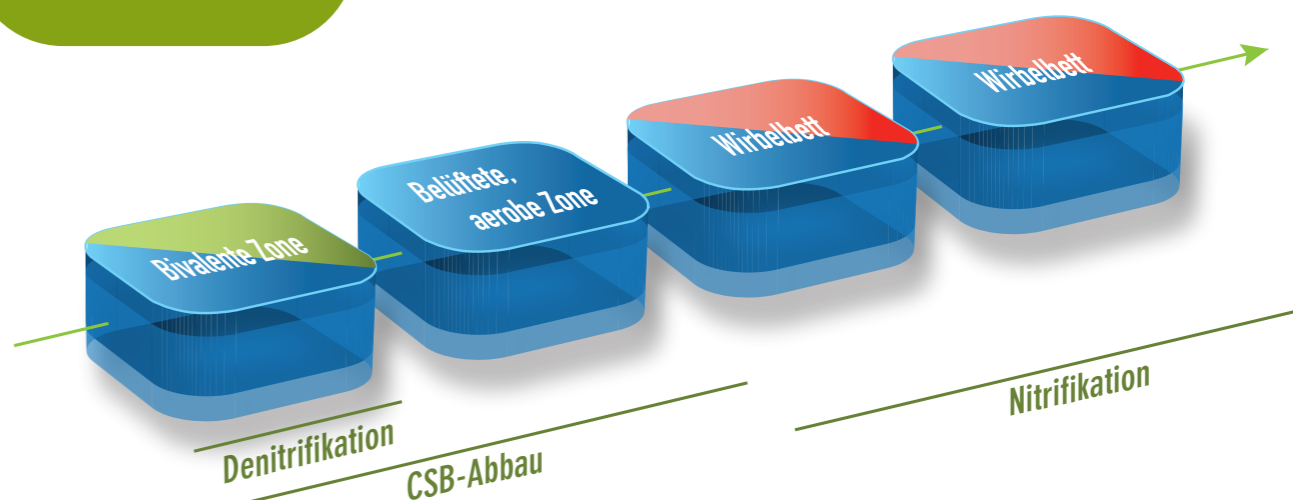 Bivalente Zone
Belüftete,
aerobe Zone
Wirbelbett
Wirbelbett
Denitrifikation
CSB-Abbau
Nitrifikation